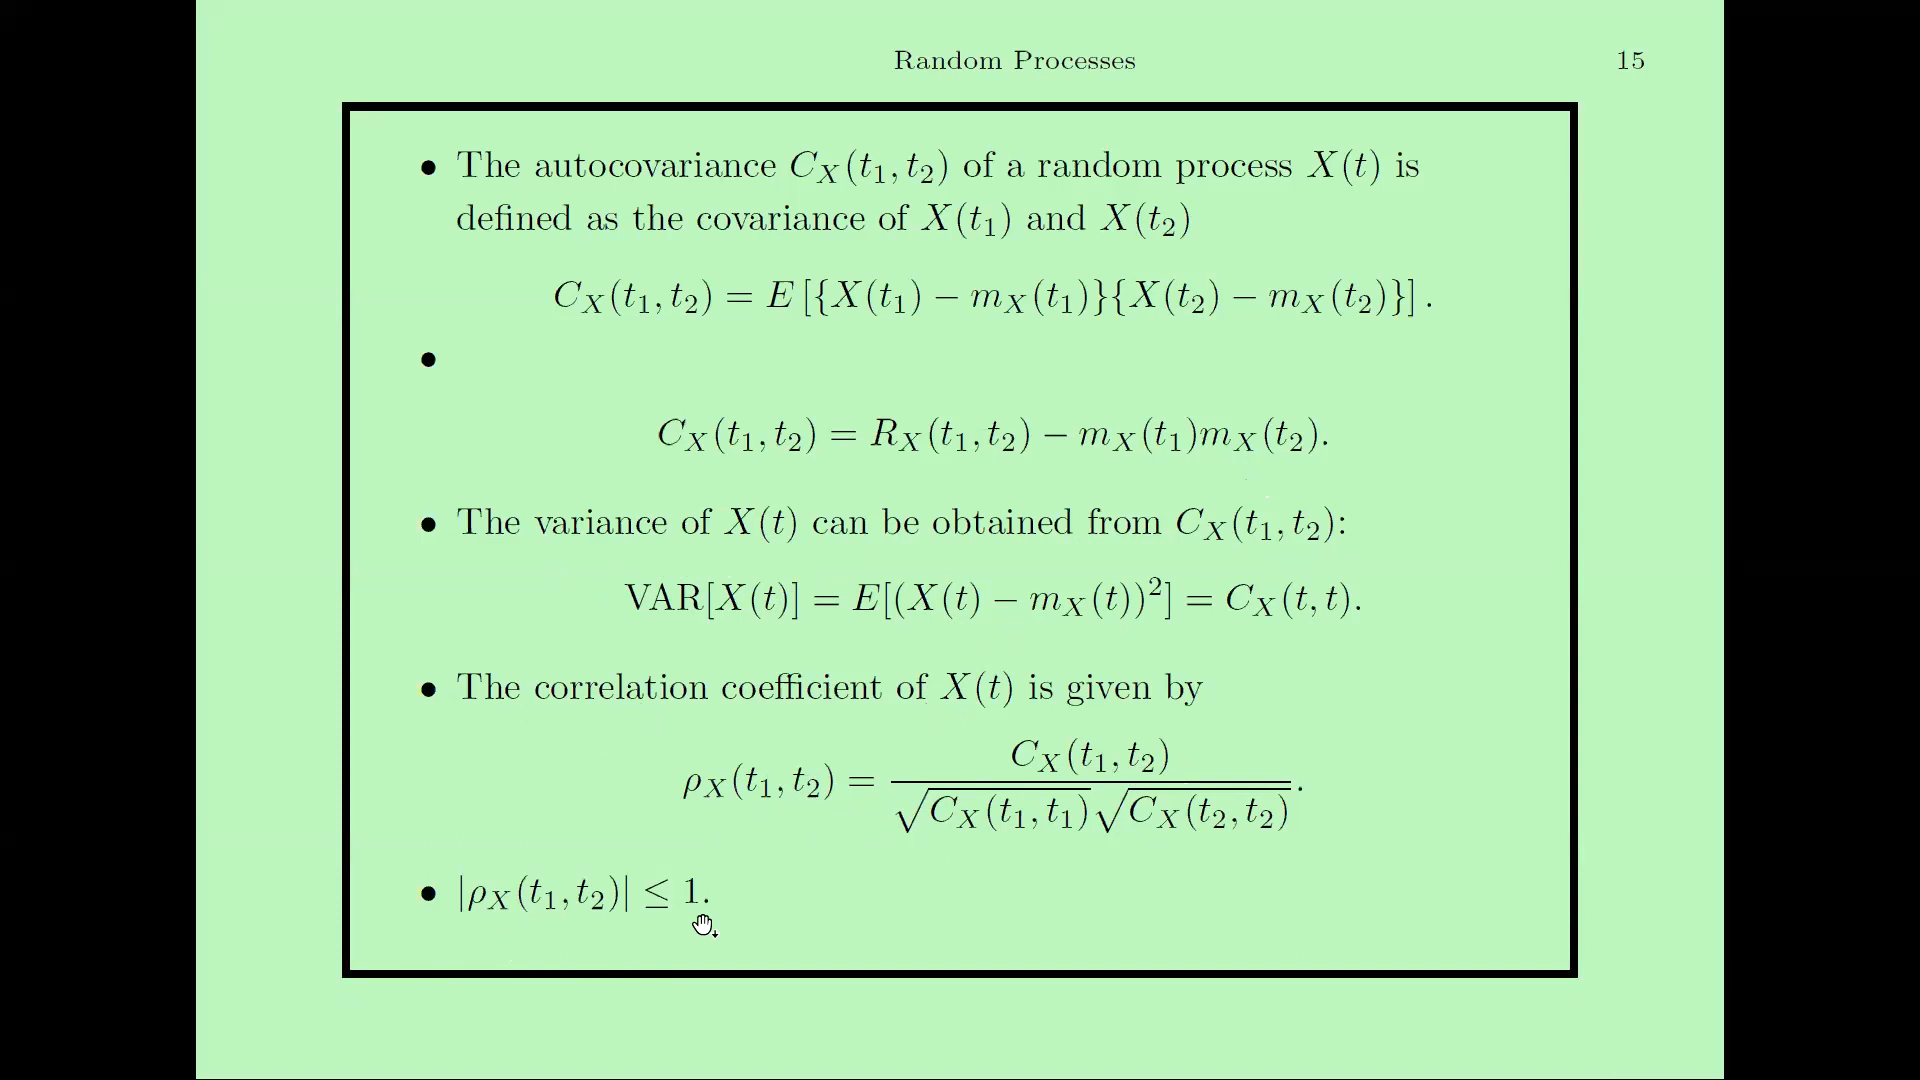 Random Processes 15
• The autocovariance C_X(t_1, t_2) of a random process X(t) is
defined as the covariance of X(t_1) and X(t_2)
C_X(t_1, t_2) = E [{X(t_1) − m_X(t_1)}{X(t_2) − m_X(t_2)}] .
•
C_X(t_1, t_2) = R_X(t_1, t_2) − m_X(t_1)m_X(t_2).
• The variance of X(t) can be obtained from C_X(t_1, t_2):
VAR[X(t)] = E[(X(t) − m_X(t))^2] = C_X(t, t).
• The correlation coefficient of X(t) is given by
ρ_X(t_1, t_2) = C_X(t_1, t_2) / (√C_X(t_1, t_1) √C_X(t_2, t_2)).
• |ρ_X(t_1, t_2)| ≤ 1.